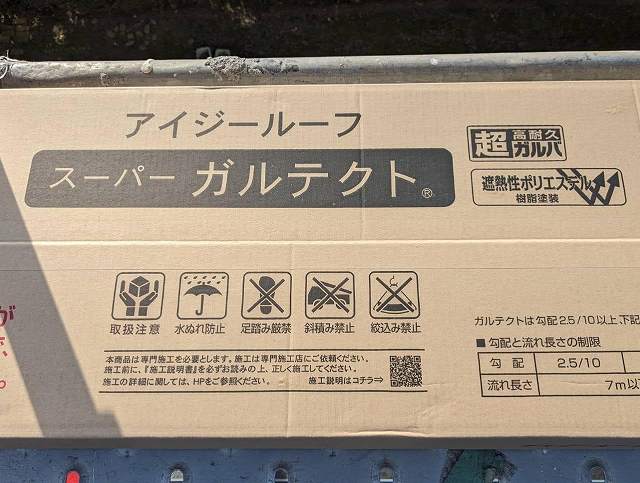 アイジールーフ
スーパー ガルテクト®
超 高耐久 ガルバ
遮熱性ポリエステル
樹脂塗装
取扱注意 水ぬれ防止 足踏み厳禁 斜積み禁止 絞込み禁止
本商品は専門施工を必要とします。施工は専門施工店にご依頼ください。
施工前に、『施工説明書』を必ずお読みの上、正しく施工してください。
施工の詳細に関しては、HPをご参照ください。 施工説明はコチラ⇒
ガルテクトは勾配2.5/10以上、下記
■ 勾配と流れ長さの制限
勾 配 2.5/10
流れ長さ 7m以
が